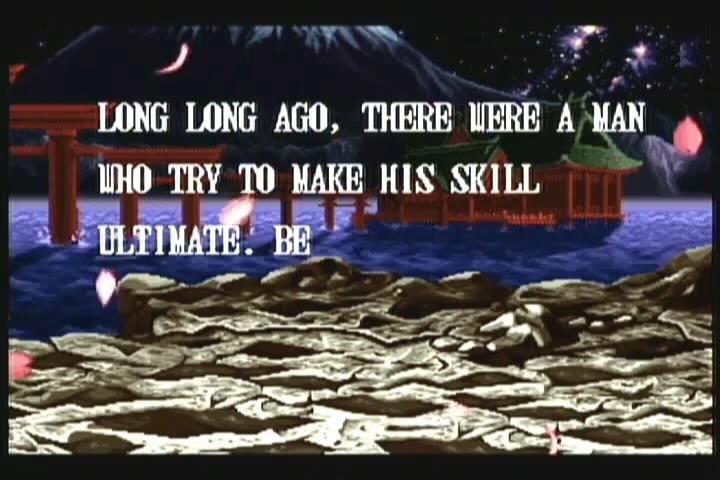 LONG LONG AGO, THERE WERE A MAN
WHO TRY TO MAKE HIS SKILL
ULTIMATE. BE